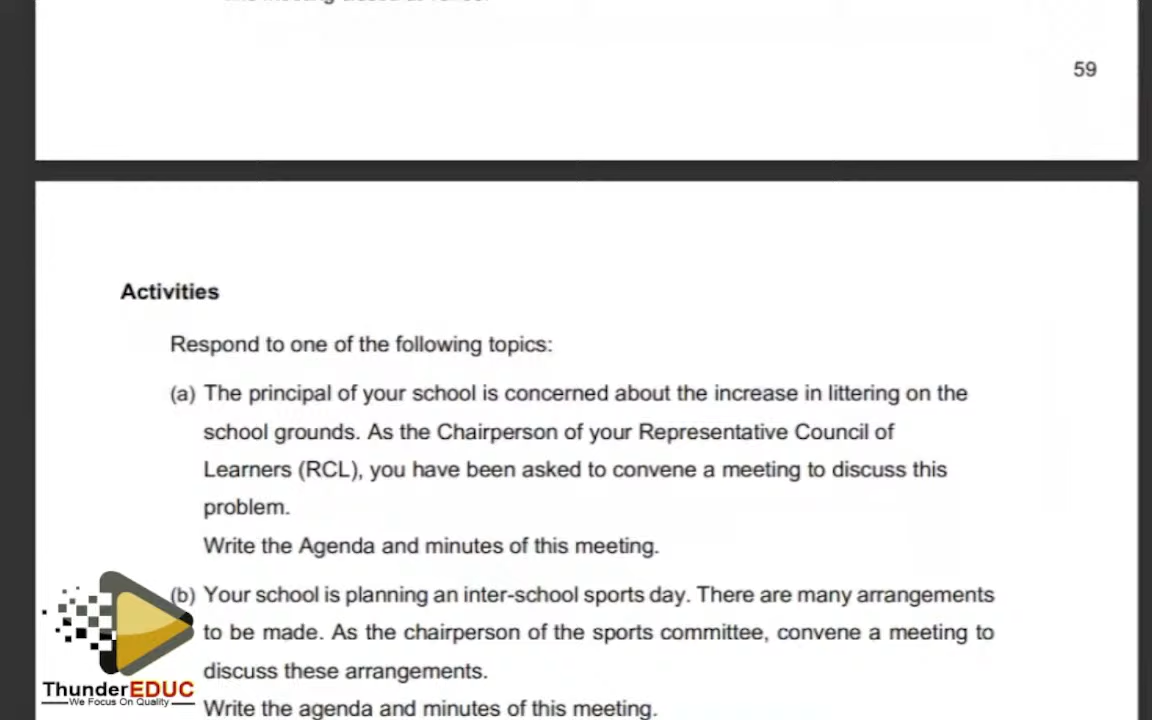 59
Activities
Respond to one of the following topics:
(a) The principal of your school is concerned about the increase in littering on the
school grounds. As the Chairperson of your Representative Council of
Learners (RCL), you have been asked to convene a meeting to discuss this
problem.
Write the Agenda and minutes of this meeting.
(b) Your school is planning an inter-school sports day. There are many arrangements
to be made. As the chairperson of the sports committee, convene a meeting to
discuss these arrangements.
Write the agenda and minutes of this meeting.
ThunderEDUC
We Focus On Quality